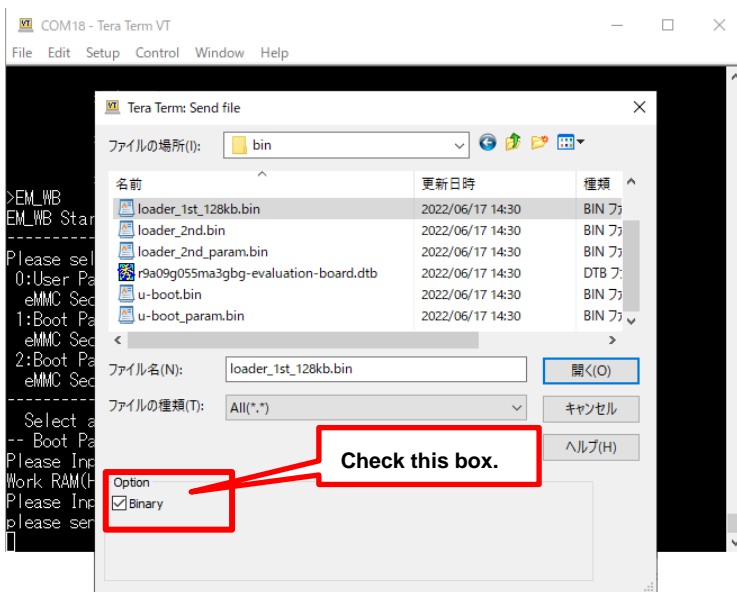 COM18 - Tera Term VT
File Edit Setup Control Window Help
Tera Term: Send file
ファイルの場所(I): bin
名前 更新日時 種類
loader_1st_128kb.bin 2022/06/17 14:30 BIN ファ
loader_2nd.bin 2022/06/17 14:30 BIN ファ
loader_2nd_param.bin 2022/06/17 14:30 BIN ファ
r9a09g055ma3gbg-evaluation-board.dtb 2022/06/17 14:30 DTB フ
u-boot.bin 2022/06/17 14:30 BIN ファ
u-boot_param.bin 2022/06/17 14:30 BIN ファ
ファイル名(N): loader_1st_128kb.bin 開く(O)
ファイルの種類(T): All(*.*) キャンセル
ヘルプ(H)
Check this box.
Option
Binary
>EM_WB
EM_WB Star
---------
Please sel
0:User Pa
eMMC Sec
1:Boot Pa
eMMC Sec
2:Boot Pa
eMMC Sec
---------
Select a
-- Boot Pa
Please Inp
Work RAM(H
Please Inp
please sen